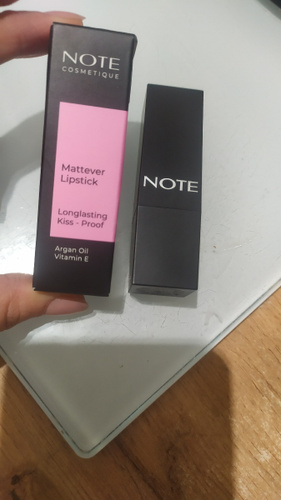 NOTE
COSMETIQUE
Mattever
Lipstick
Longlasting
Kiss - Proof
Argan Oil
Vitamin E
NOTE